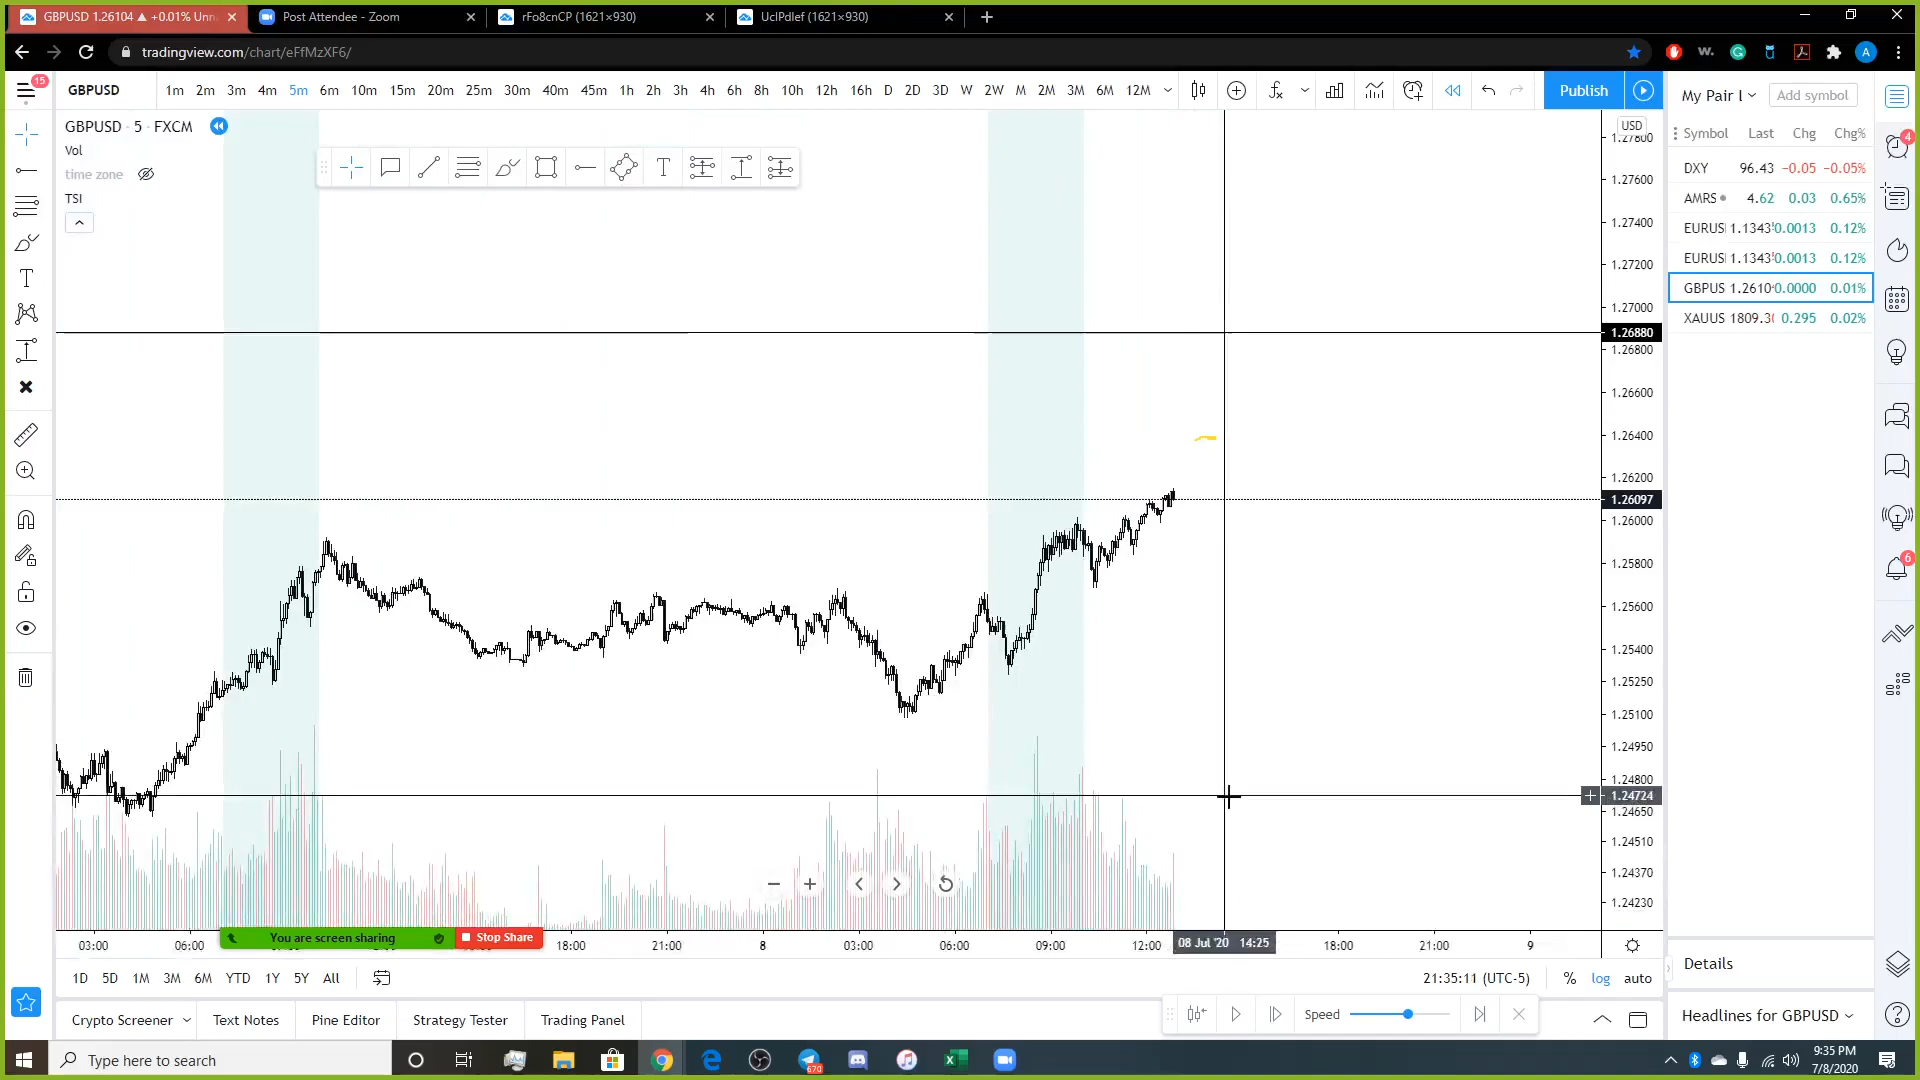 GBPUSD 1.26104 ▲ +0.01% Unn
Post Attendee - Zoom
rFo8cnCP (1621×930)
UclPdlef (1621×930)
tradingview.com/chart/eFfMzXF6/
15
GBPUSD
1m 2m 3m 4m 5m 6m 10m 15m 20m 25m 30m 40m 45m 1h 2h 3h 4h 6h 8h 10h 12h 16h D 2D 3D W 2W M 2M 3M 6M 12M
Publish
My Pair L
Add symbol
GBPUSD · 5 · FXCM
Vol
time zone
TSI
USD
1.27800
1.27600
1.27400
1.27200
1.27000
1.26880
1.26800
1.26600
1.26400
1.26200
1.26097
1.26000
1.25800
1.25600
1.25400
1.25250
1.25100
1.24950
1.24800
1.24724
1.24650
1.24510
1.24370
1.24230
Symbol Last Chg Chg%
DXY 96.43 −0.05 −0.05%
AMRS 4.62 0.03 0.65%
EURUS 1.1343 0.0013 0.12%
EURUS 1.1343 0.0013 0.12%
GBPUS 1.2610 0.0000 0.01%
XAUUS 1809.3 0.295 0.02%
4
6
03:00 06:00 18:00 21:00 8 03:00 06:00 09:00 12:00 08 Jul '20 14:25 18:00 21:00 9
You are screen sharing
Stop Share
1D 5D 1M 3M 6M YTD 1Y 5Y All
21:35:11 (UTC-5)
% log auto
Details
Crypto Screener
Text Notes
Pine Editor
Strategy Tester
Trading Panel
Speed
Headlines for GBPUSD
Type here to search
670
9:35 PM
7/8/2020